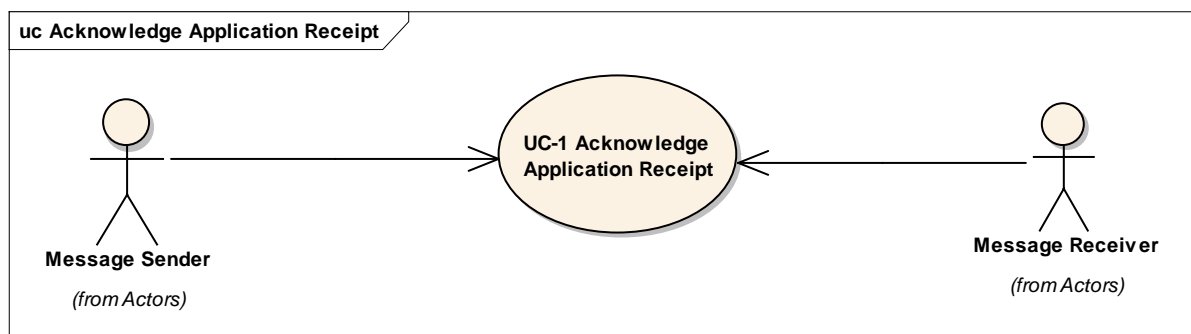 uc Acknowledge Application Receipt
UC-1 Acknowledge
Application Receipt
Message Sender
(from Actors)
Message Receiver
(from Actors)